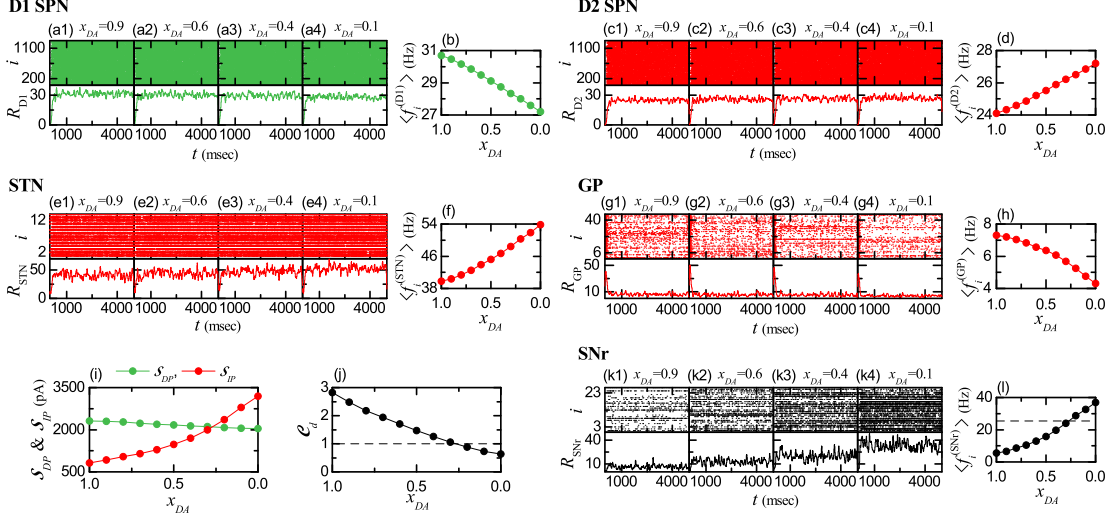 D1 SPN
(a1) x_DA=0.9 (a2) x_DA=0.6 (a3) x_DA=0.4 (a4) x_DA=0.1
1100
i
200
30
R_D1
0
1000 4000 1000 4000 1000 4000 1000 4000
t (msec)
(b)
31
29
27
⟨f_i^(D1)⟩ (Hz)
1.0 0.5 0.0
x_DA
D2 SPN
(c1) x_DA=0.9 (c2) x_DA=0.6 (c3) x_DA=0.4 (c4) x_DA=0.1
1100
i
200
30
R_D2
0
1000 4000 1000 4000 1000 4000 1000 4000
t (msec)
(d)
28
26
24
⟨f_i^(D2)⟩ (Hz)
1.0 0.5 0.0
x_DA
STN
(e1) x_DA=0.9 (e2) x_DA=0.6 (e3) x_DA=0.4 (e4) x_DA=0.1
12
i
2
50
R_STN
0
1000 4000 1000 4000 1000 4000 1000 4000
t (msec)
(f)
54
46
38
⟨f_i^(STN)⟩ (Hz)
1.0 0.5 0.0
x_DA
GP
(g1) x_DA=0.9 (g2) x_DA=0.6 (g3) x_DA=0.4 (g4) x_DA=0.1
40
i
6
50
R_GP
10
1000 4000 1000 4000 1000 4000 1000 4000
t (msec)
(h)
8
6
4
⟨f_i^(GP)⟩ (Hz)
1.0 0.5 0.0
x_DA
(i)
S_DP, S_IP
3500
2000
500
S_DP & S_IP (pA)
1.0 0.5 0.0
x_DA
(j)
3
2
1
0
C_d
1.0 0.5 0.0
x_DA
SNr
(k1) x_DA=0.9 (k2) x_DA=0.6 (k3) x_DA=0.4 (k4) x_DA=0.1
23
i
3
40
R_SNr
10
1000 4000 1000 4000 1000 4000 1000 4000
t (msec)
(l)
40
20
0
⟨f_i^(SNr)⟩ (Hz)
1.0 0.5 0.0
x_DA